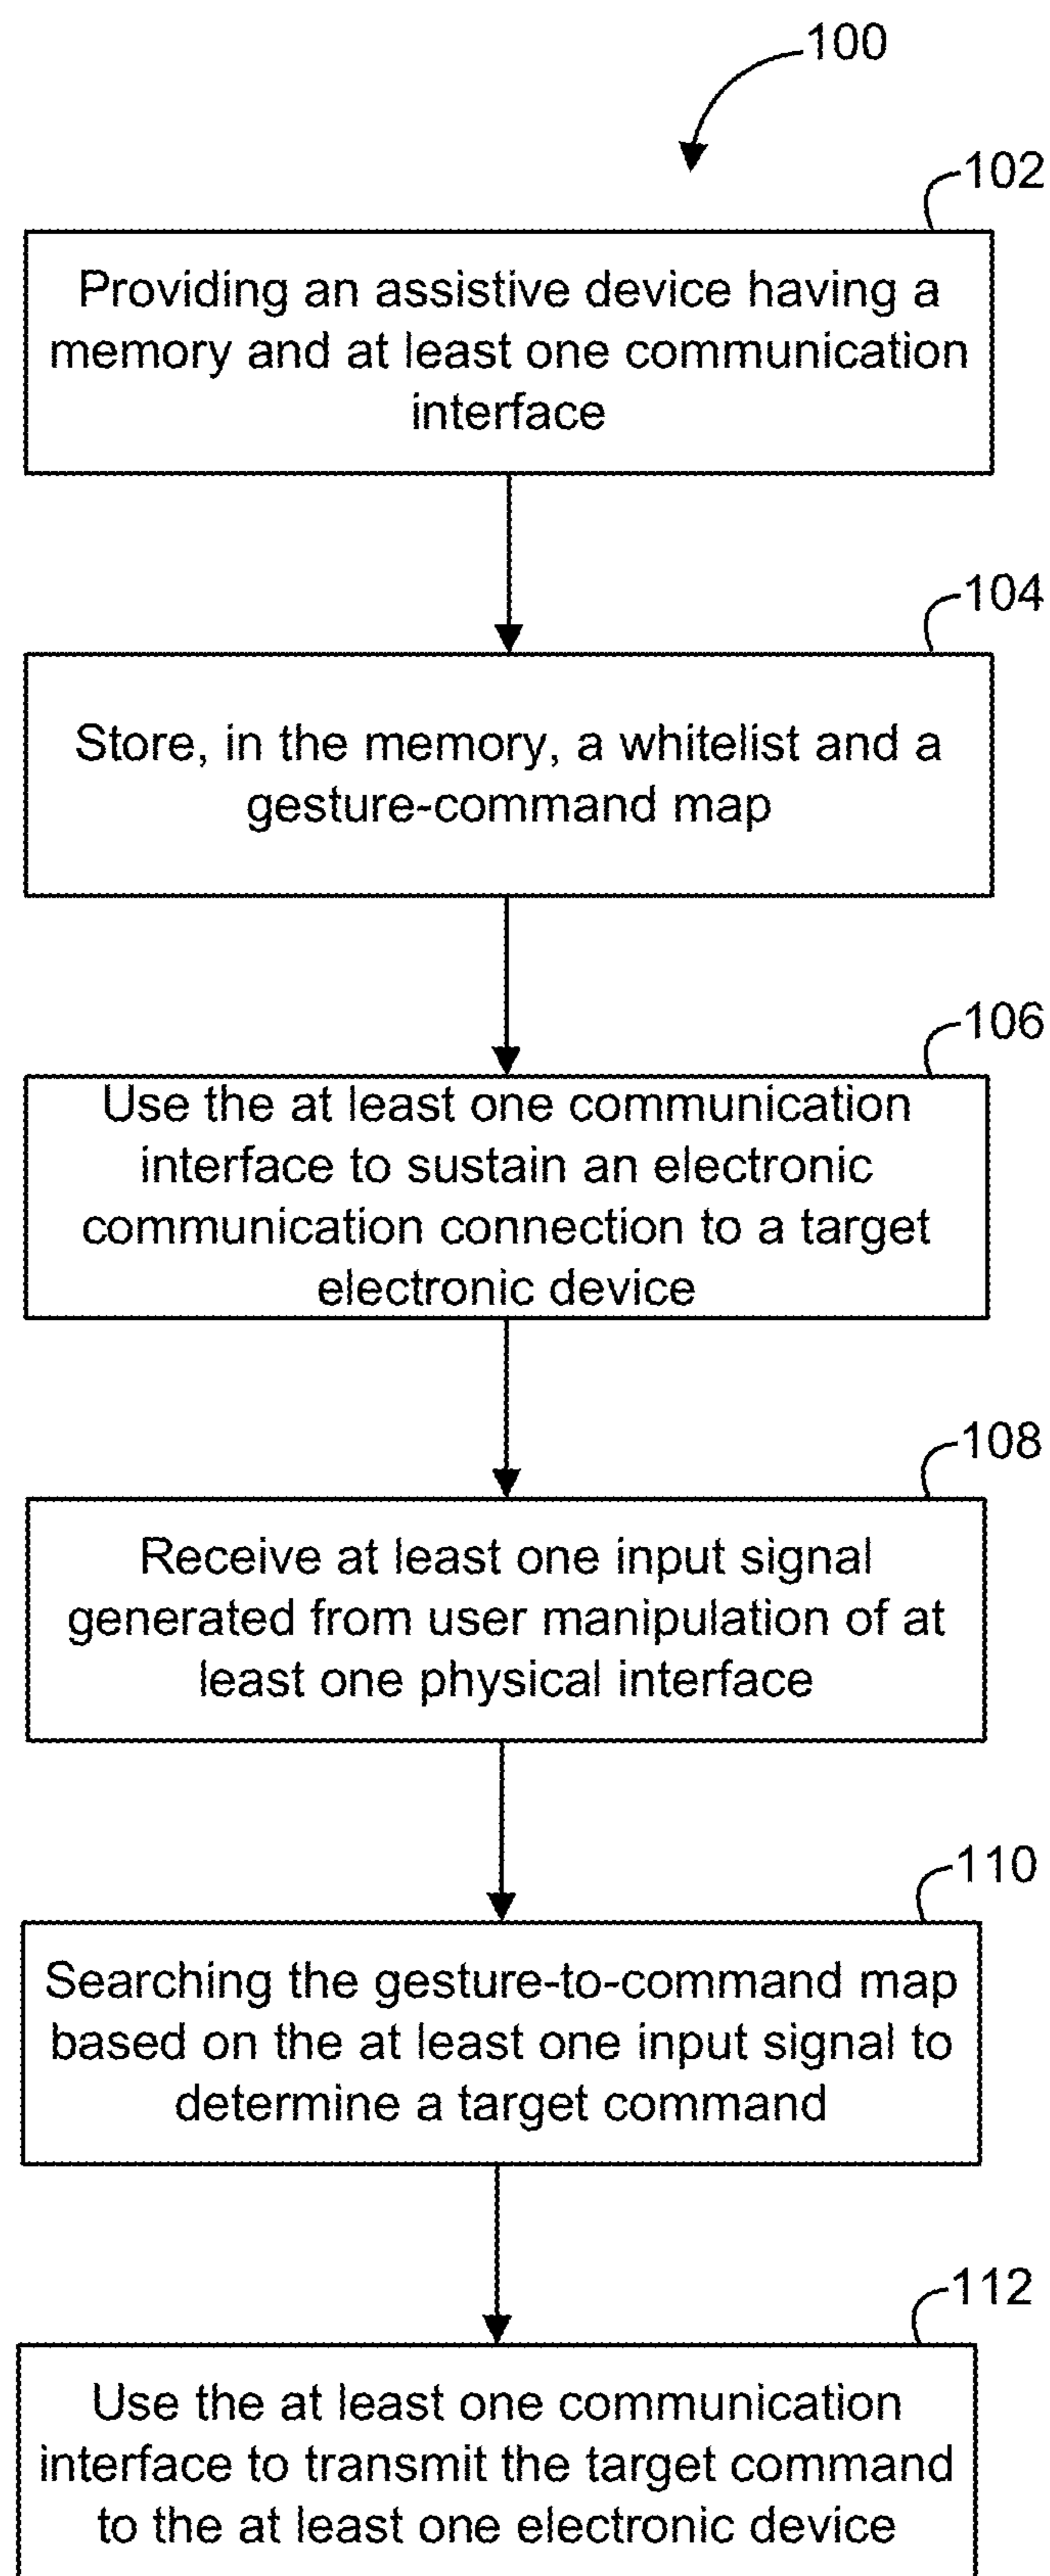 100
102
Providing an assistive device having a
memory and at least one communication
interface
104
Store, in the memory, a whitelist and a
gesture-command map
106
Use the at least one communication
interface to sustain an electronic
communication connection to a target
electronic device
108
Receive at least one input signal
generated from user manipulation of at
least one physical interface
110
Searching the gesture-to-command map
based on the at least one input signal to
determine a target command
112
Use the at least one communication
interface to transmit the target command
to the at least one electronic device